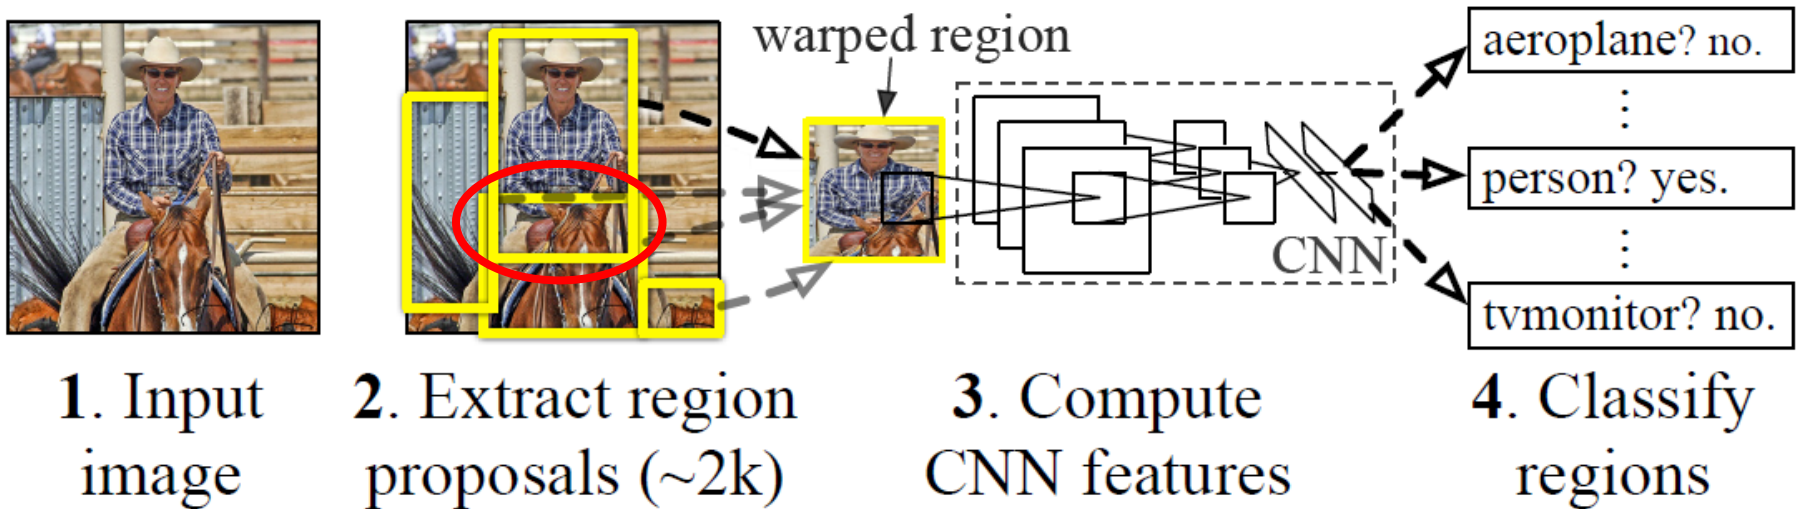 warped region
aeroplane? no.
person? yes.
CNN
tvmonitor? no.
1. Input
image
2. Extract region
proposals (~2k)
3. Compute
CNN features
4. Classify
regions